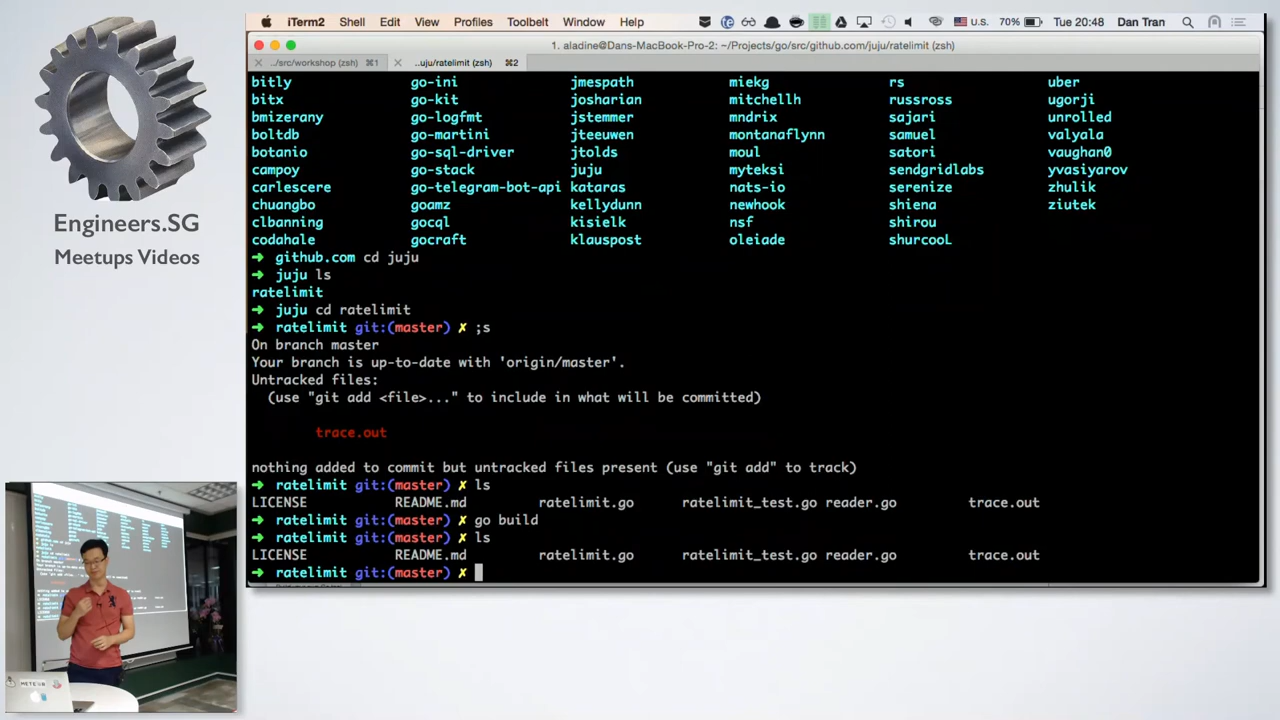 iTerm2 Shell Edit View Profiles Toolbelt Window Help U.S. 70% Tue 20:48 Dan Tran
1. aladine@Dans-MacBook-Pro-2: ~/Projects/go/src/github.com/juju/ratelimit (zsh)
../src/workshop (zsh) ⌘1 ..uju/ratelimit (zsh) ⌘2
bitly go-ini jmespath miekg rs uber
bitx go-kit josharian mitchellh russross ugorji
bmizerany go-logfmt jstemmer mndrix sajari unrolled
boltdb go-martini jteeuwen montanaflynn samuel valyala
botanio go-sql-driver jtolds moul satori vaughan0
campoy go-stack juju myteksi sendgridlabs yvasiyarov
carlescere go-telegram-bot-api kataras nats-io serenize zhulik
chuangbo goamz kellydunn newhook shiena ziutek
clbanning gocql kisielk nsf shirou
codahale gocraft klauspost oleiade shurcooL
➜ github.com cd juju
➜ juju ls
ratelimit
➜ juju cd ratelimit
➜ ratelimit git:(master) ✗ ;s
On branch master
Your branch is up-to-date with 'origin/master'.
Untracked files:
(use "git add <file>..." to include in what will be committed)
trace.out
nothing added to commit but untracked files present (use "git add" to track)
➜ ratelimit git:(master) ✗ ls
LICENSE README.md ratelimit.go ratelimit_test.go reader.go trace.out
➜ ratelimit git:(master) ✗ go build
➜ ratelimit git:(master) ✗ ls
LICENSE README.md ratelimit.go ratelimit_test.go reader.go trace.out
➜ ratelimit git:(master) ✗
Engineers.SG
Meetups Videos